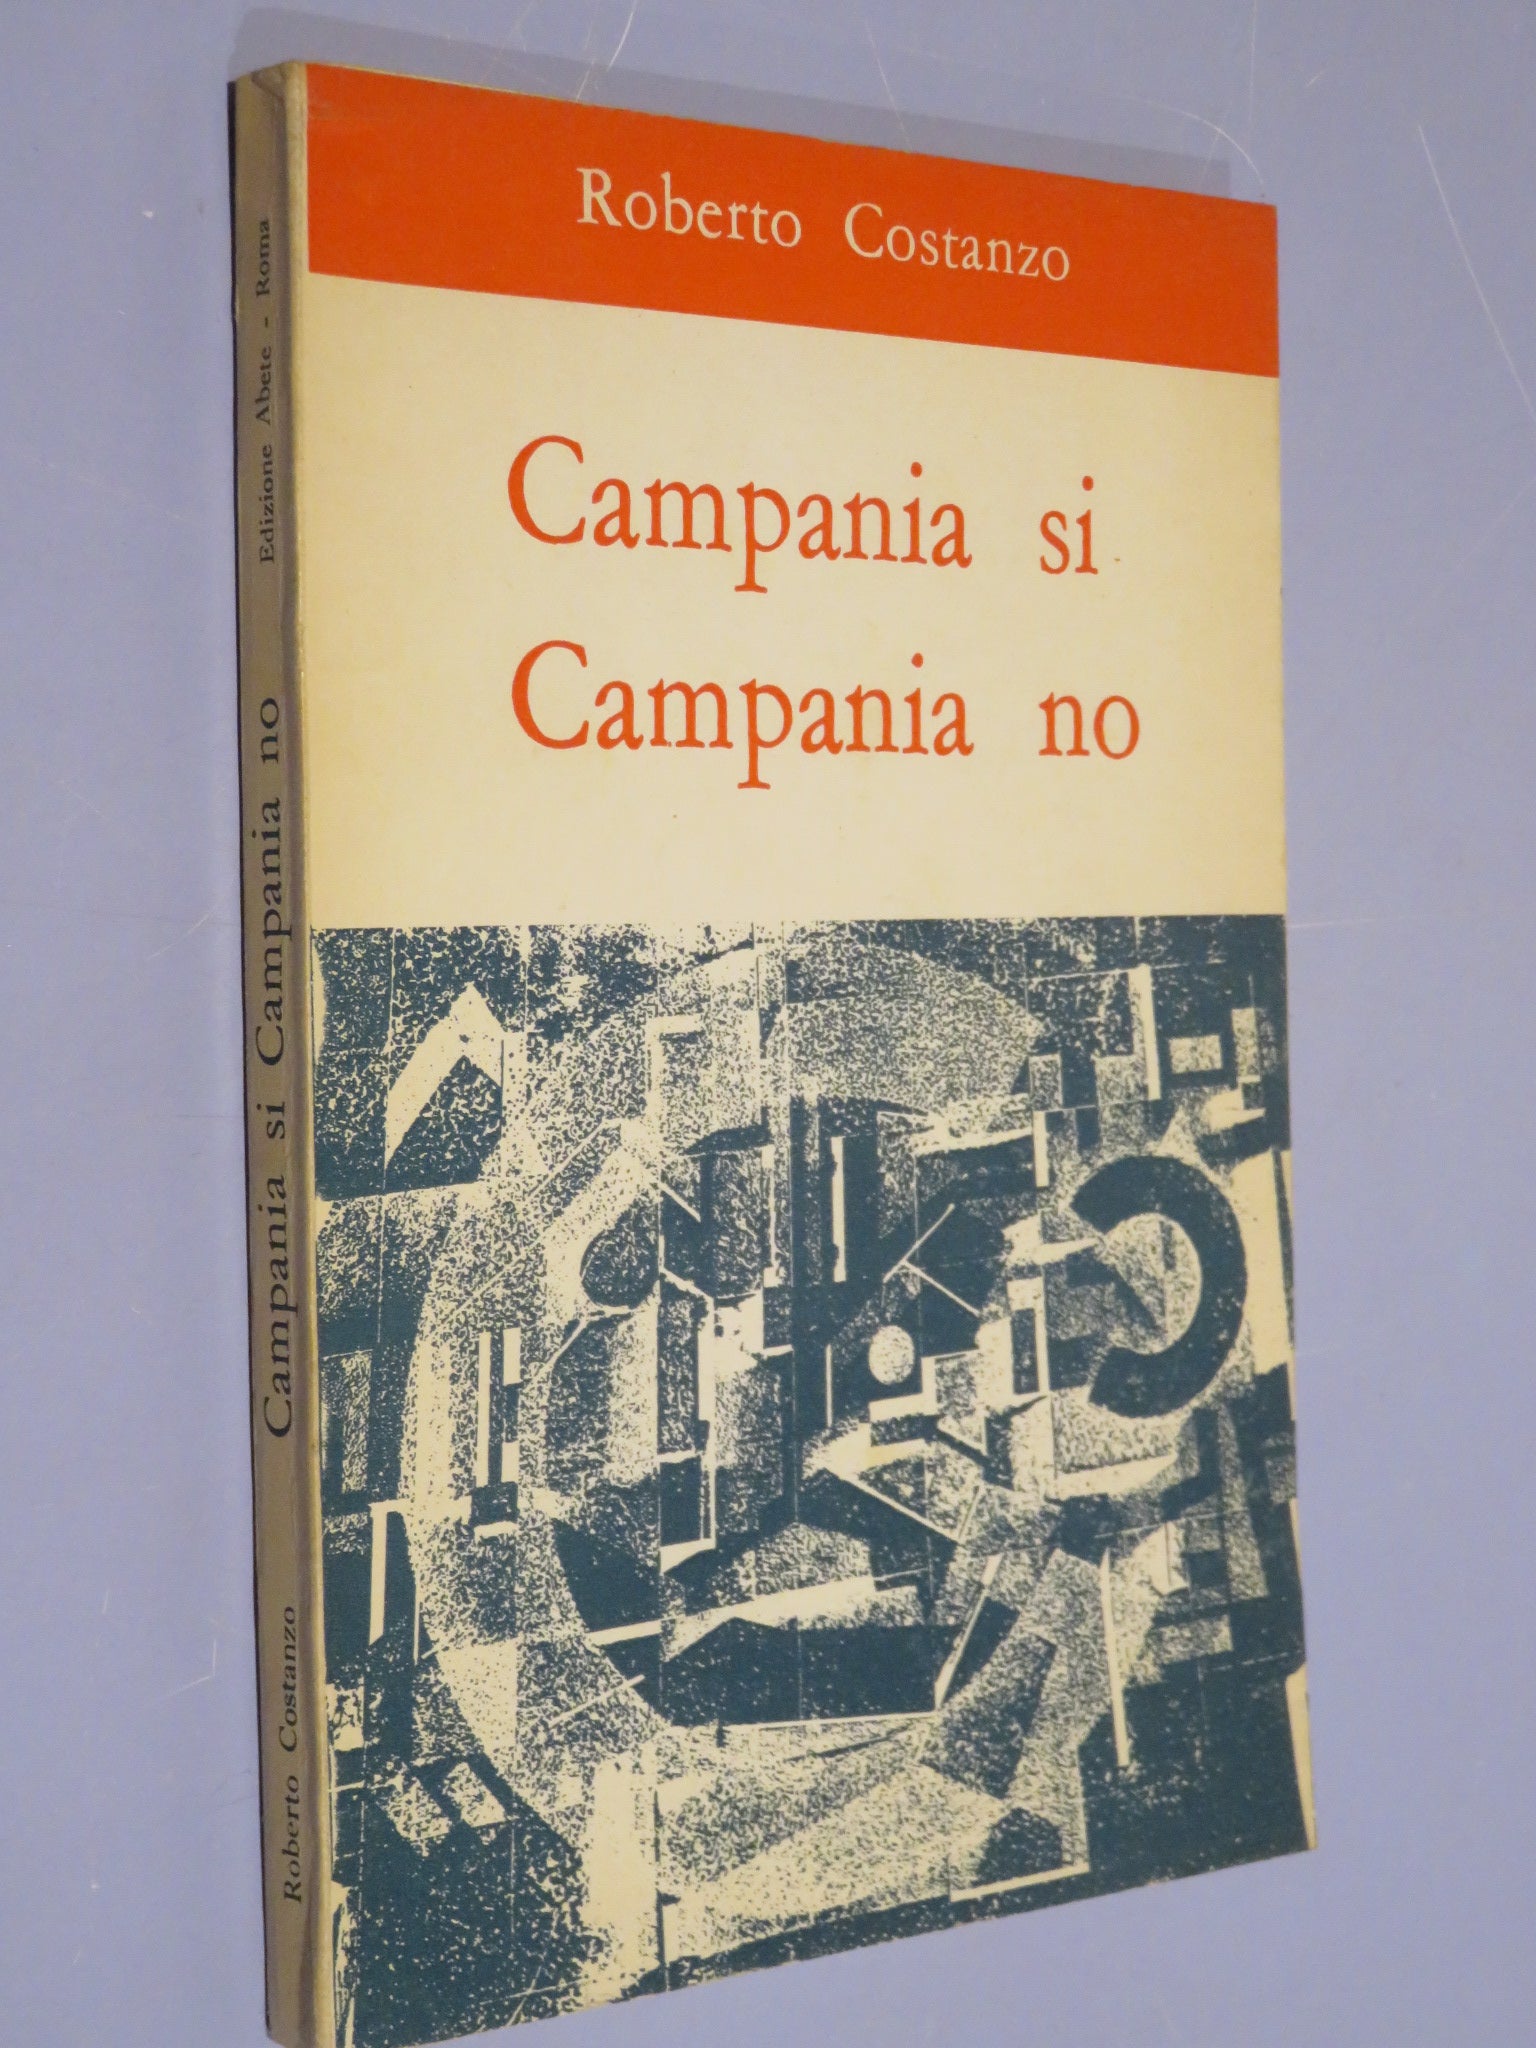 Roberto Costanzo
Campania si
Campania no
Roberto Costanzo Campania si Campania no Edizione Abete - Roma